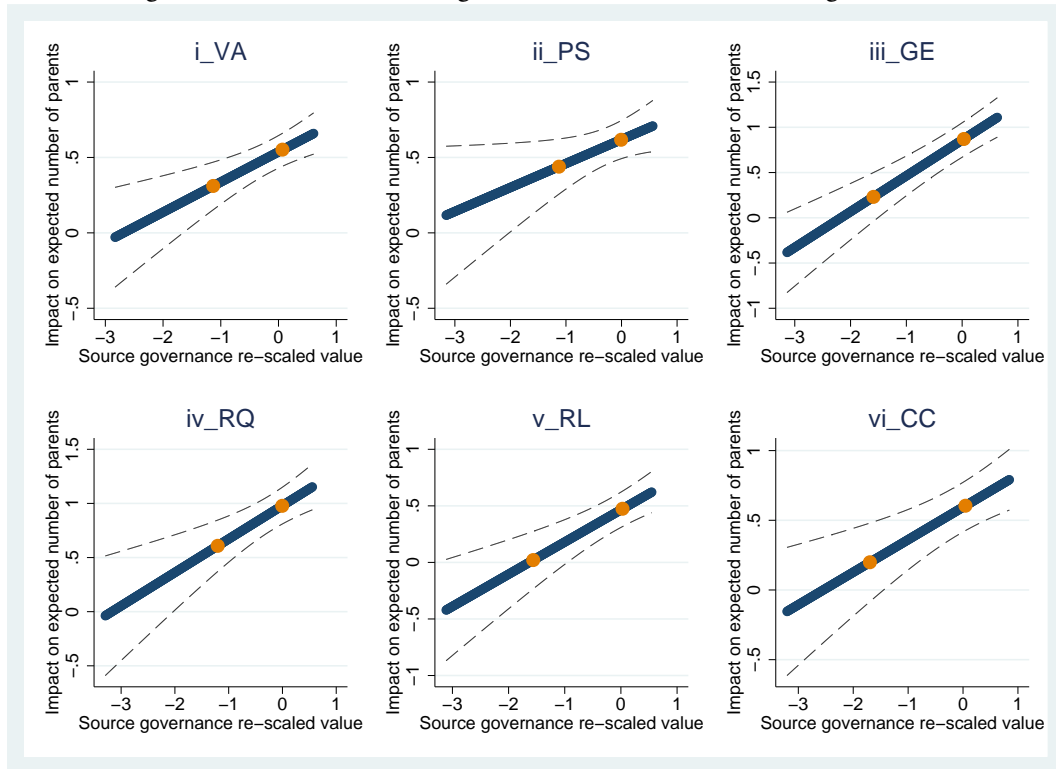 i_VA
Impact on expected number of parents
1
.5
0
−.5
−3 −2 −1 0 1
Source governance re−scaled value
ii_PS
Impact on expected number of parents
1
.5
0
−.5
−3 −2 −1 0 1
Source governance re−scaled value
iii_GE
Impact on expected number of parents
1.5
1
.5
0
−.5
−1
−3 −2 −1 0 1
Source governance re−scaled value
iv_RQ
Impact on expected number of parents
1.5
1
.5
0
−.5
−3 −2 −1 0 1
Source governance re−scaled value
v_RL
Impact on expected number of parents
1
.5
0
−.5
−1
−3 −2 −1 0 1
Source governance re−scaled value
vi_CC
Impact on expected number of parents
1
.5
0
−.5
−3 −2 −1 0 1
Source governance re−scaled value